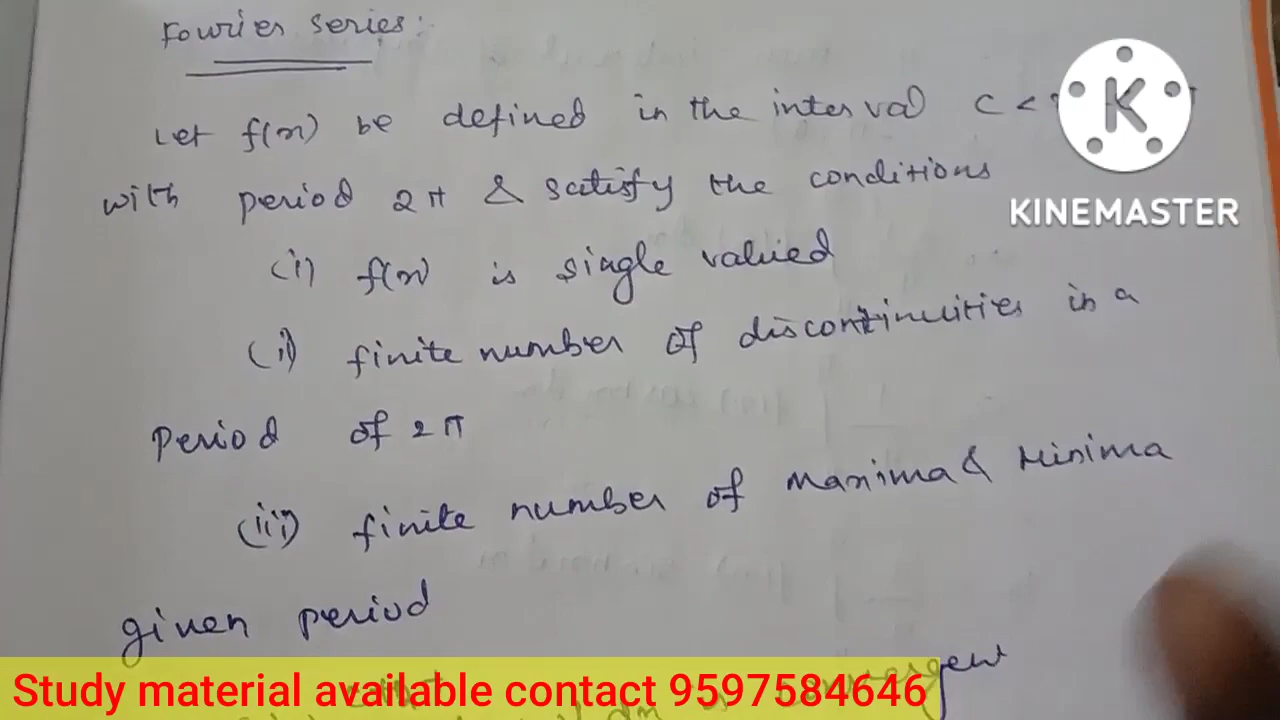 Fourier Series:
Let f(x) be defined in the interval c <
with period 2π & satisfy the conditions
KINEMASTER
(i) f(x) is single valued
(ii) finite number of discontinuities in a
period of 2π
(iii) finite number of maxima & minima
given period
convergent
Study material available contact 9597584646